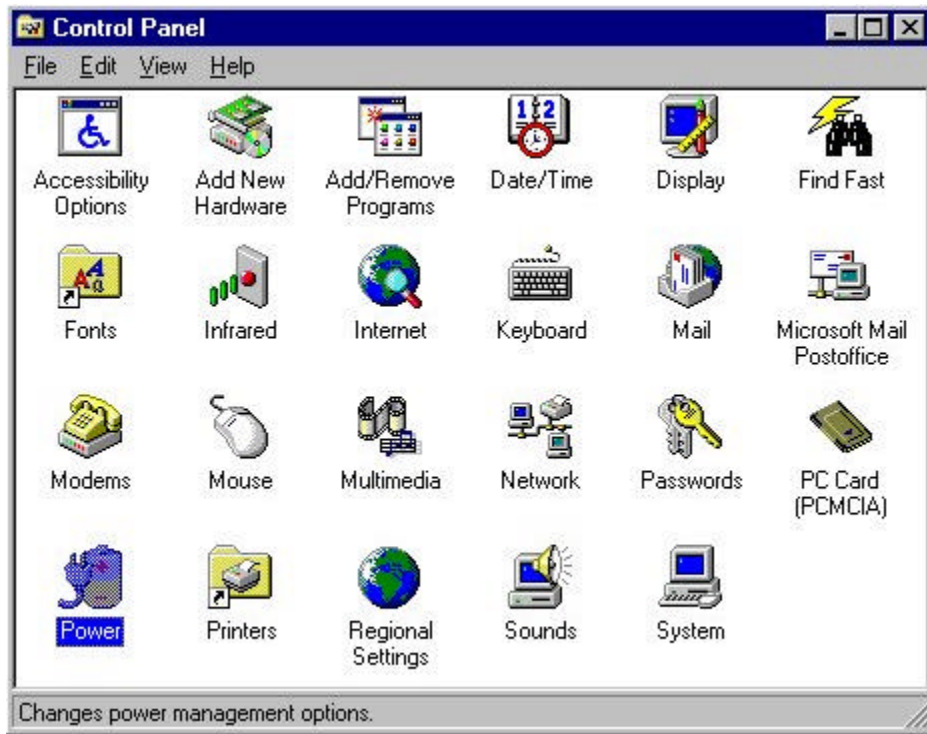 Control Panel
File Edit View Help
Accessibility Options
Add New Hardware
Add/Remove Programs
Date/Time
Display
Find Fast
Fonts
Infrared
Internet
Keyboard
Mail
Microsoft Mail Postoffice
Modems
Mouse
Multimedia
Network
Passwords
PC Card (PCMCIA)
Power
Printers
Regional Settings
Sounds
System
Changes power management options.